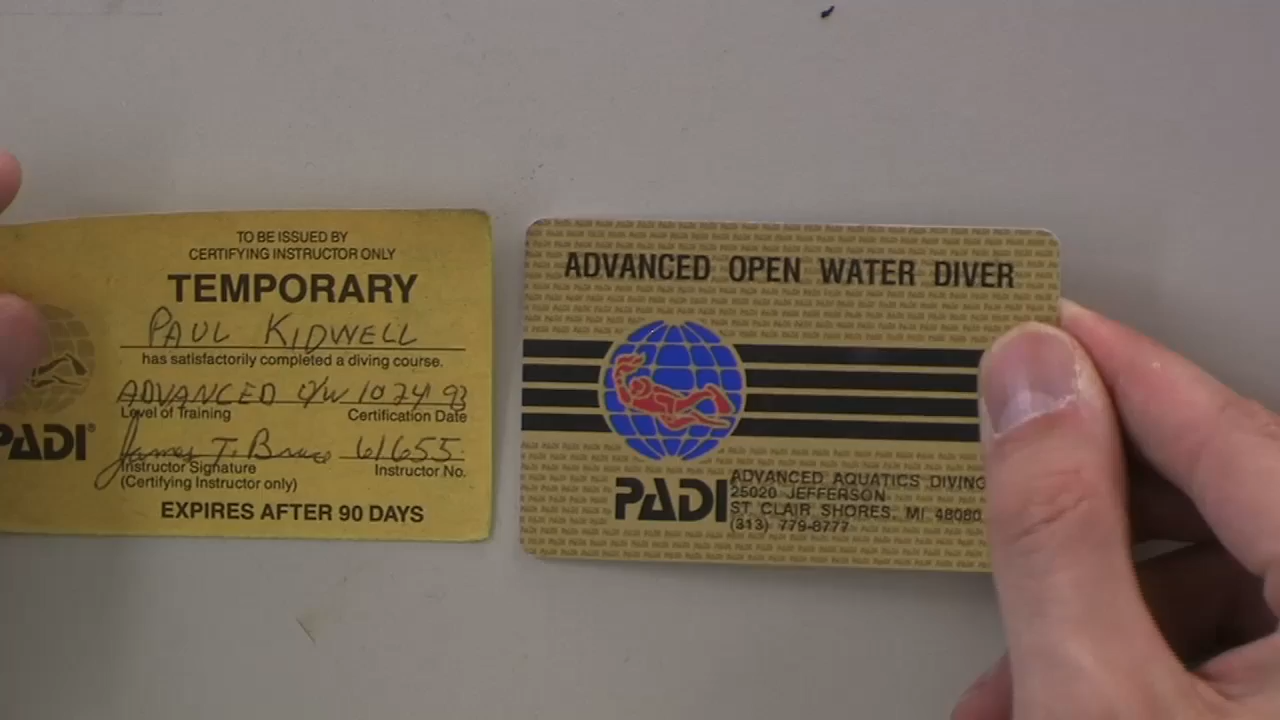 TO BE ISSUED BY
CERTIFYING INSTRUCTOR ONLY
TEMPORARY
PAUL KIDWELL
has satisfactorily completed a diving course.
ADVANCED O/W 10 24 93
Level of Training Certification Date
James T. Bruce 61655
Instructor Signature Instructor No.
(Certifying Instructor only)
PADI®
EXPIRES AFTER 90 DAYS
ADVANCED OPEN WATER DIVER
PADI
ADVANCED AQUATICS DIVING
25020 JEFFERSON
ST CLAIR SHORES, MI 48080
(313) 779-8777